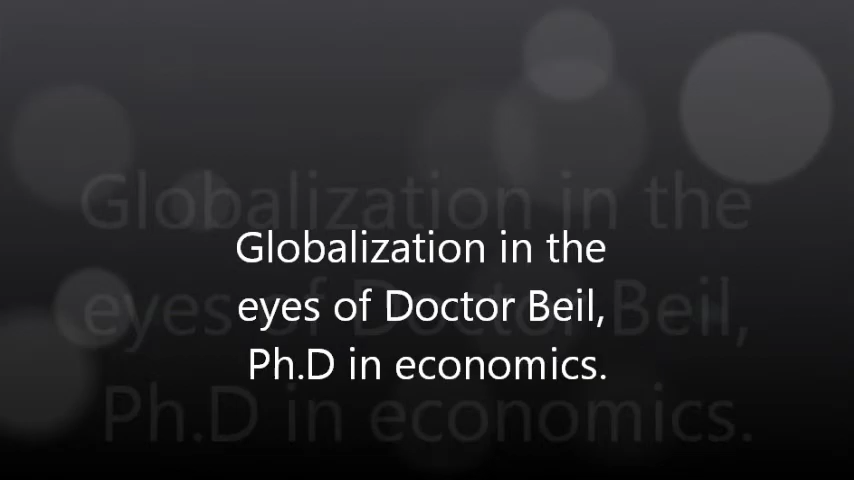 Globalization in the
eyes of Doctor Beil,
Ph.D in economics.